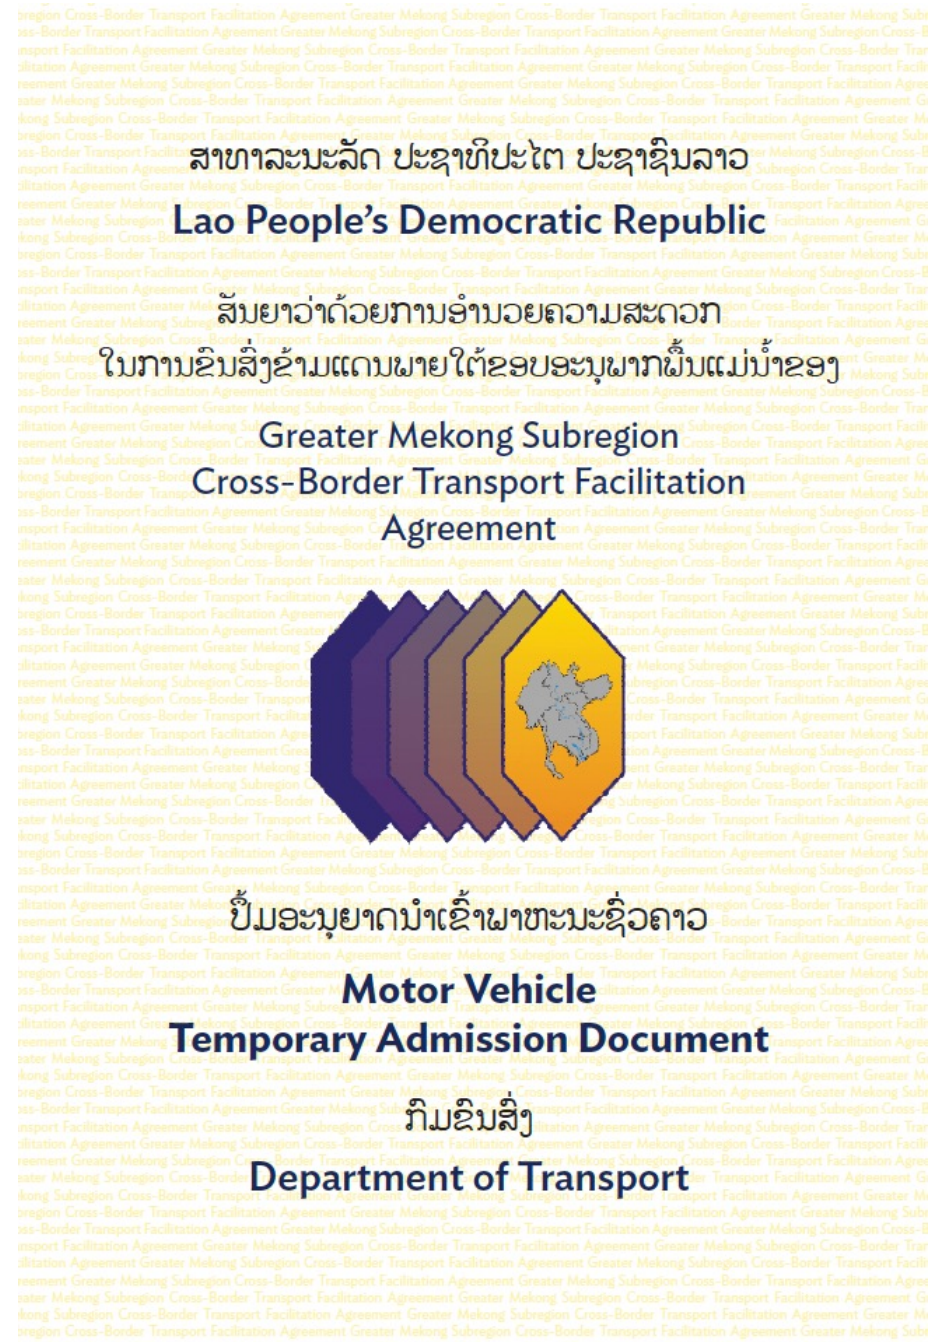 ສາທາລະນະລັດ ປະຊາທິປະໄຕ ປະຊາຊົນລາວ
Lao People’s Democratic Republic
ສັນຍາວ່າດ້ວຍການອຳນວຍຄວາມສະດວກ
ໃນການຂົນສົ່ງຂ້າມແດນພາຍໃຕ້ຂອບອະນຸພາກພື້ນແມ່ນ້ຳຂອງ
Greater Mekong Subregion
Cross-Border Transport Facilitation
Agreement
ປຶ້ມອະນຸຍາດນຳເຂົ້າພາຫະນະຊົ່ວຄາວ
Motor Vehicle
Temporary Admission Document
ກົມຂົນສົ່ງ
Department of Transport